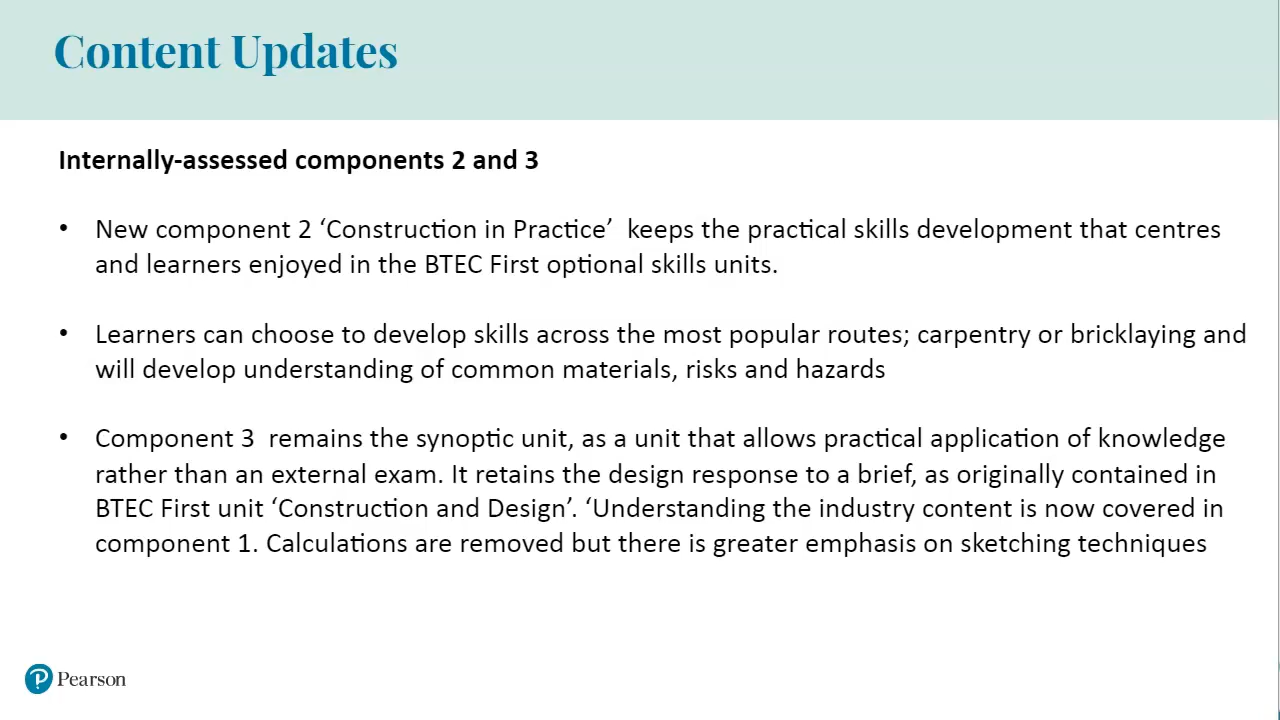 Content Updates
Internally-assessed components 2 and 3
• New component 2 ‘Construction in Practice’  keeps the practical skills development that centres
and learners enjoyed in the BTEC First optional skills units.
• Learners can choose to develop skills across the most popular routes; carpentry or bricklaying and
will develop understanding of common materials, risks and hazards
• Component 3  remains the synoptic unit, as a unit that allows practical application of knowledge
rather than an external exam. It retains the design response to a brief, as originally contained in
BTEC First unit ‘Construction and Design’. ‘Understanding the industry content is now covered in
component 1. Calculations are removed but there is greater emphasis on sketching techniques
Pearson